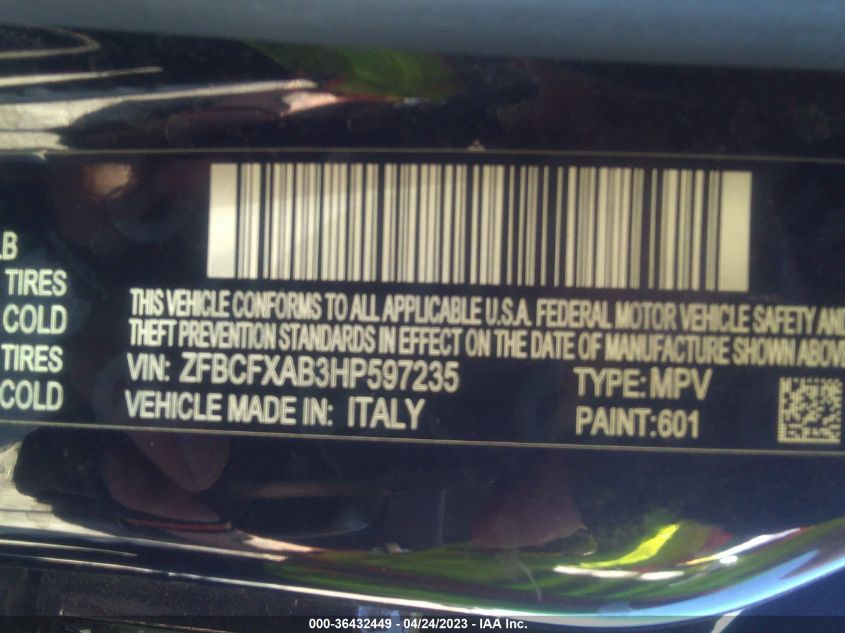 LB
TIRES
COLD
TIRES
COLD
THIS VEHICLE CONFORMS TO ALL APPLICABLE U.S.A. FEDERAL MOTOR VEHICLE SAFETY AND
THEFT PREVENTION STANDARDS IN EFFECT ON THE DATE OF MANUFACTURE SHOWN ABOVE
VIN: ZFBCFXAB3HP597235
TYPE: MPV
VEHICLE MADE IN: ITALY
PAINT:601
000-36432449 - 04/24/2023 - IAA Inc.